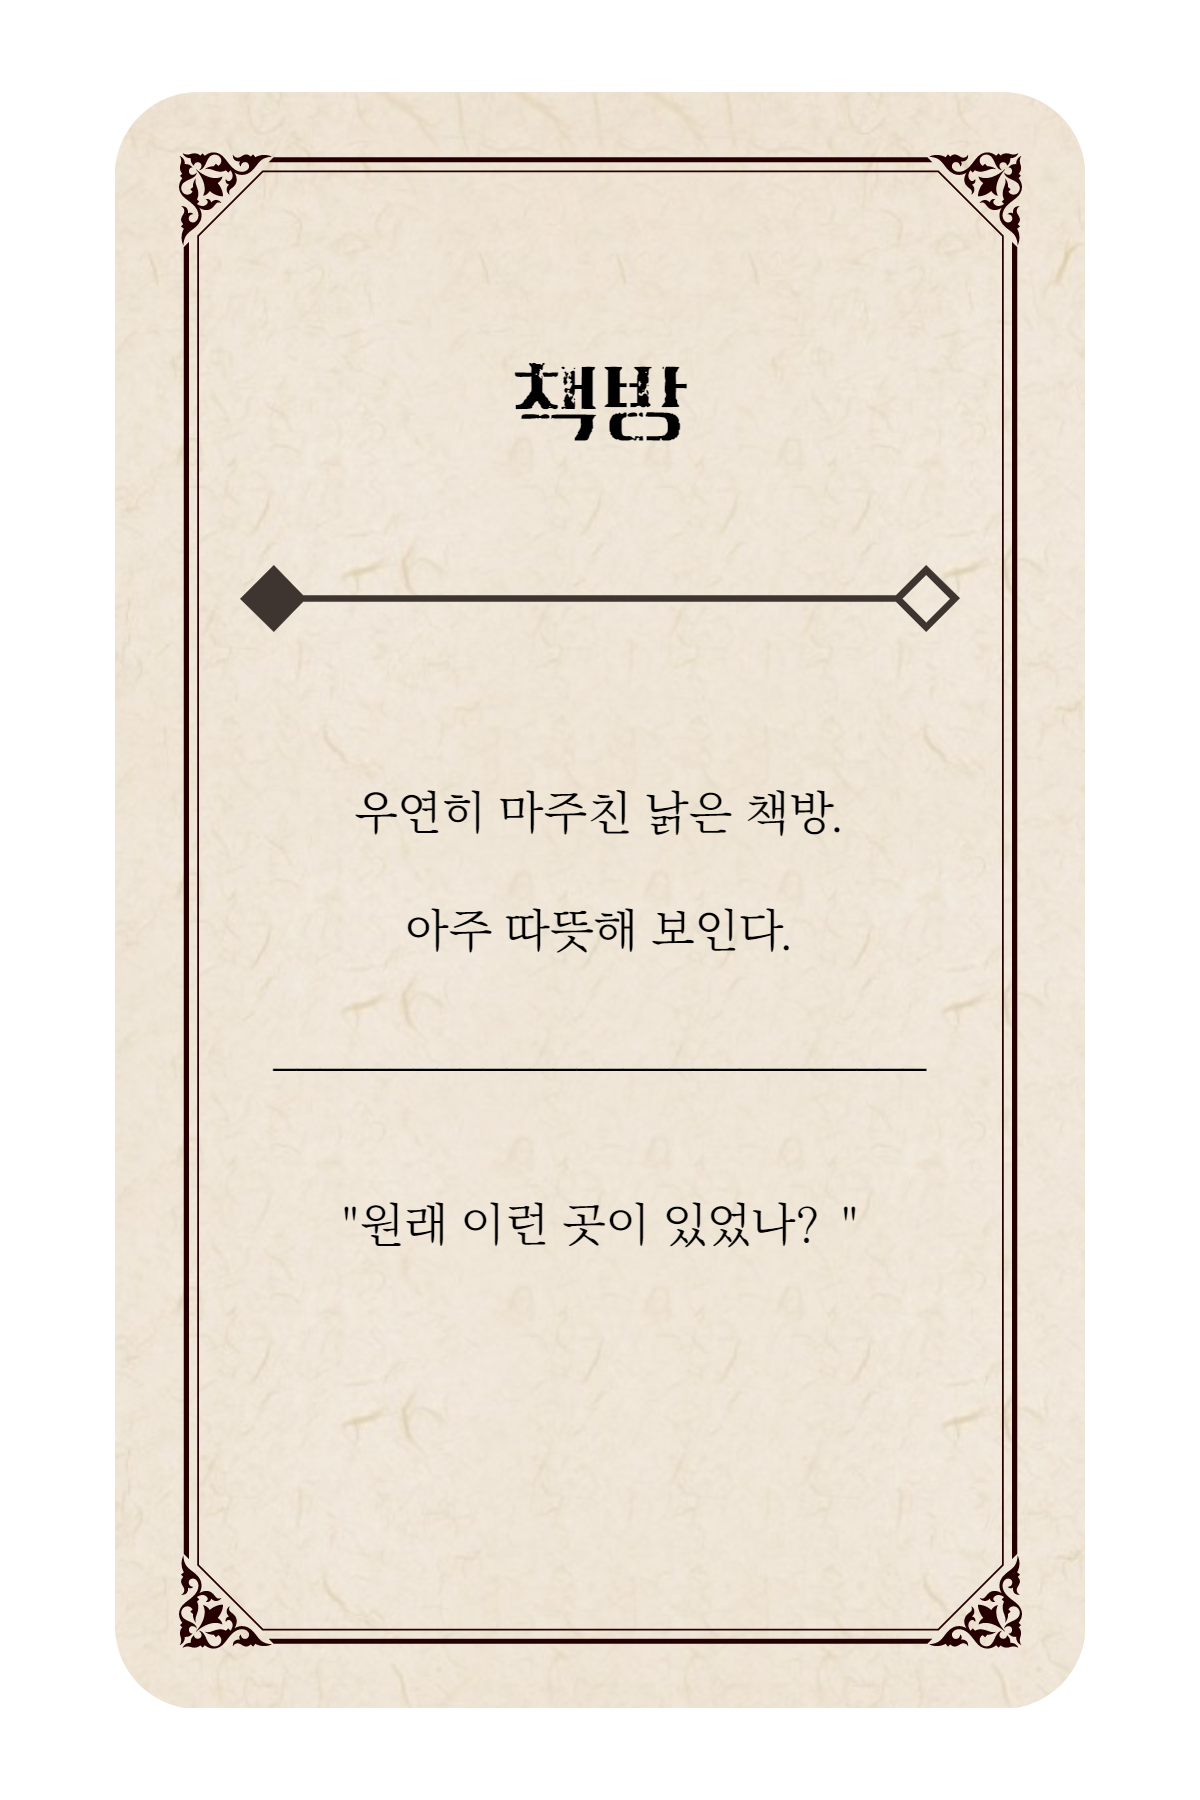 책방
우연히 마주친 낡은 책방.
아주 따뜻해 보인다.
"원래 이런 곳이 있었나? "